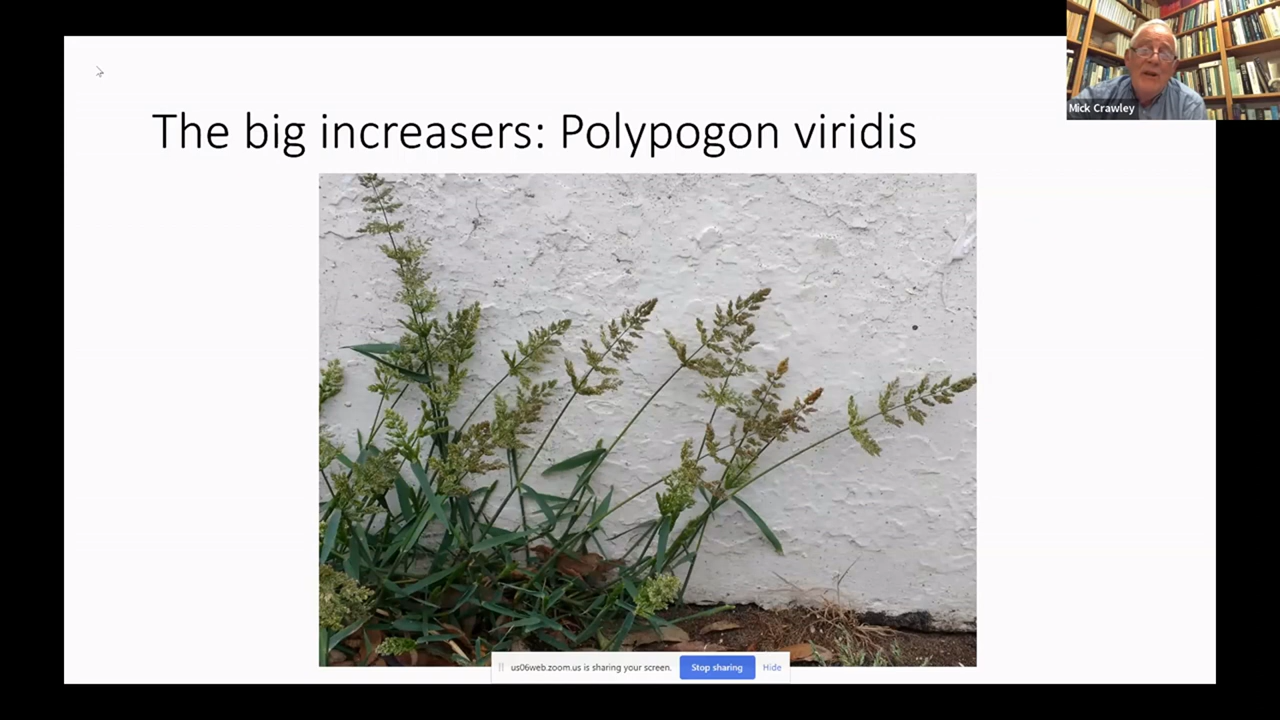 Mick Crawley
The big increasers: Polypogon viridis
us06web.zoom.us is sharing your screen. Stop sharing Hide